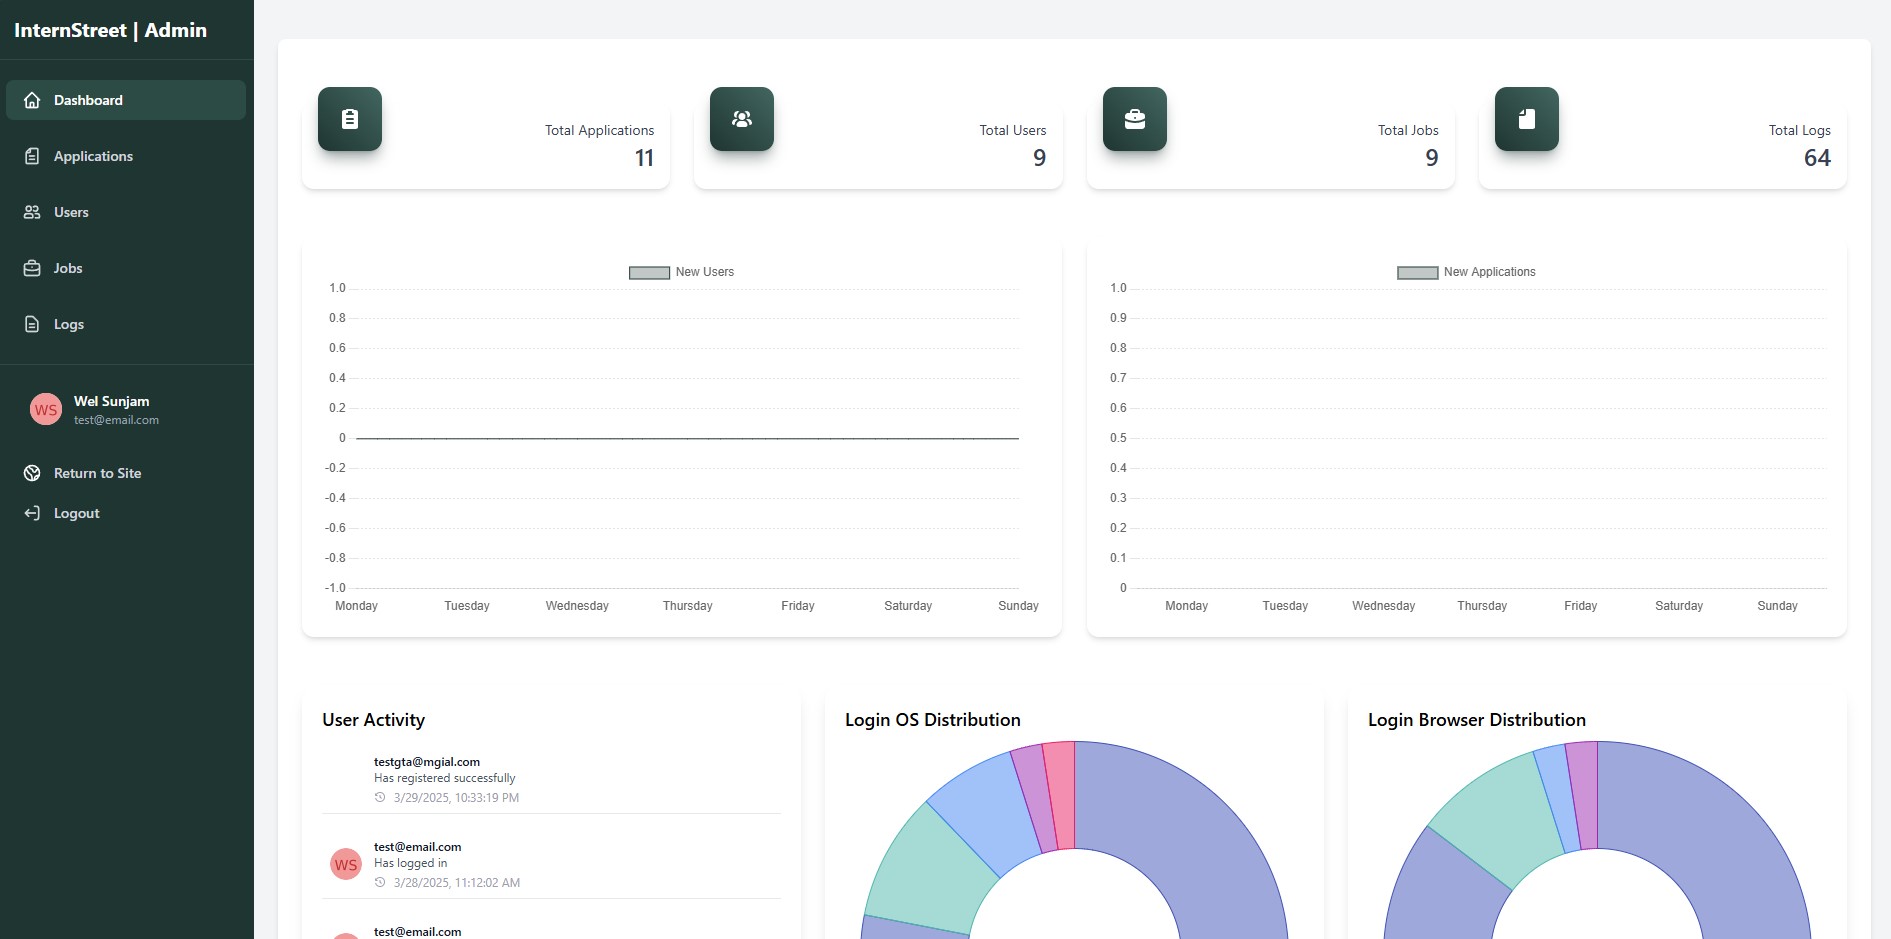 InternStreet | Admin
Dashboard
Applications
Users
Jobs
Logs
WS
Wel Sunjam
test@email.com
Return to Site
Logout
Total Applications
11
Total Users
9
Total Jobs
9
Total Logs
64
New Users
1.0
0.8
0.6
0.4
0.2
0
-0.2
-0.4
-0.6
-0.8
-1.0
Monday Tuesday Wednesday Thursday Friday Saturday Sunday
New Applications
1.0
0.9
0.8
0.7
0.6
0.5
0.4
0.3
0.2
0.1
0
Monday Tuesday Wednesday Thursday Friday Saturday Sunday
User Activity
testgta@mgial.com
Has registered successfully
3/29/2025, 10:33:19 PM
WS
test@email.com
Has logged in
3/28/2025, 11:12:02 AM
test@email.com
Login OS Distribution
Login Browser Distribution